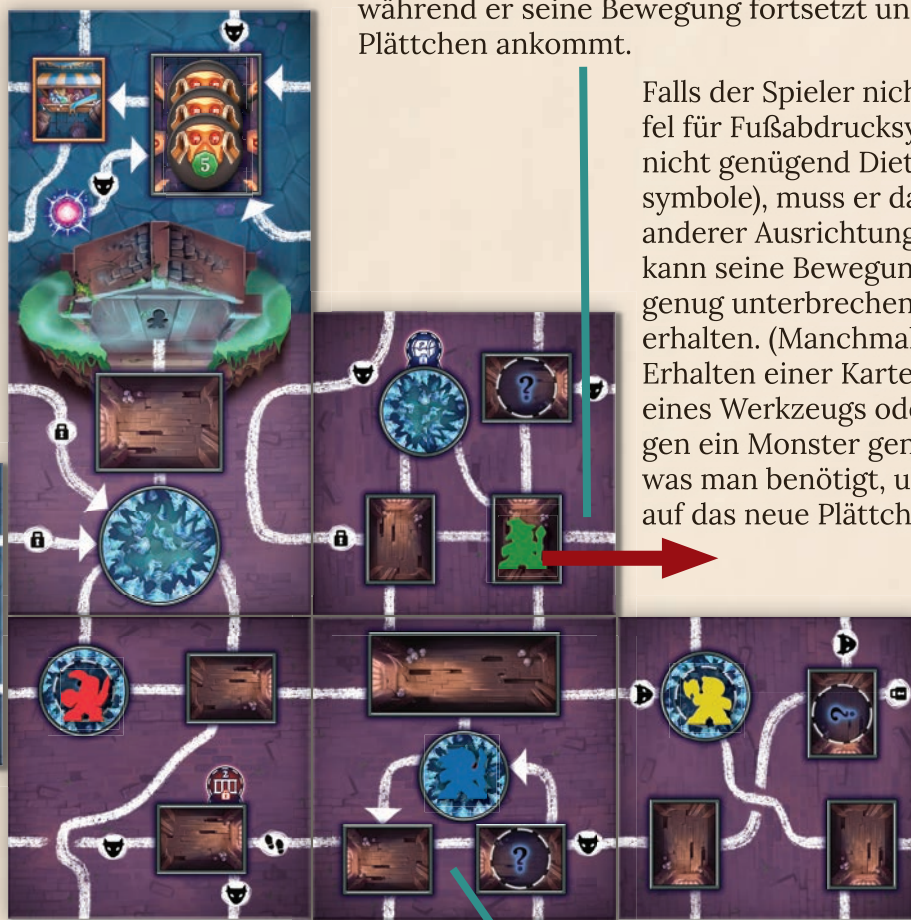 während er seine Bewegung fortsetzt un
Plättchen ankommt.
Falls der Spieler nich
fel für Fußabdrucksy
nicht genügend Diet
symbole), muss er da
anderer Ausrichtung
kann seine Bewegun
genug unterbrechen
erhalten. (Manchmal
Erhalten einer Karte
eines Werkzeugs ode
gen ein Monster gen
was man benötigt, u
auf das neue Plättch
5
?
2
?
?